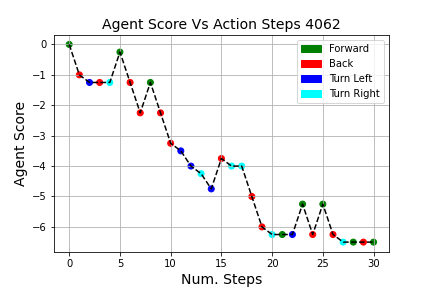 Agent Score Vs Action Steps 4062
Forward
Back
Turn Left
Turn Right
Agent Score
0
−1
−2
−3
−4
−5
−6
0 5 10 15 20 25 30
Num. Steps